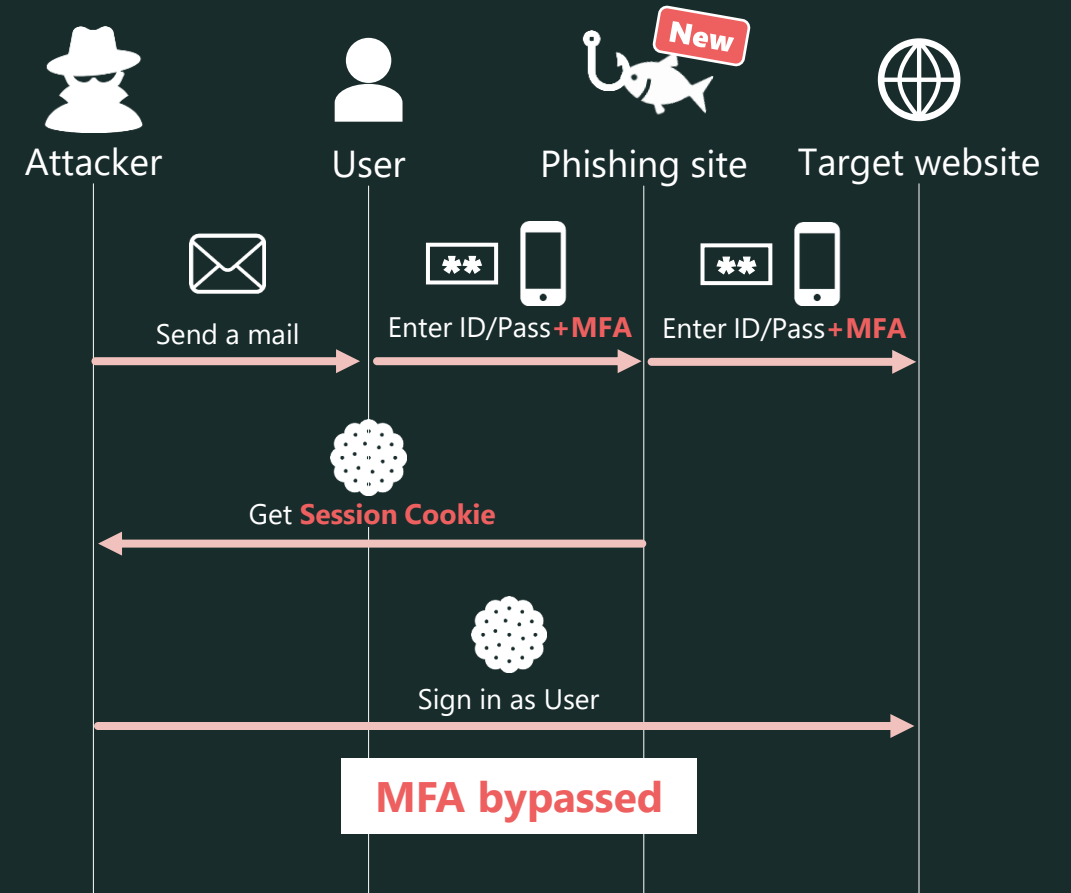 New
Attacker
User
Phishing site
Target website
Send a mail
Enter ID/Pass+MFA
Enter ID/Pass+MFA
**
**
Get Session Cookie
Sign in as User
MFA bypassed